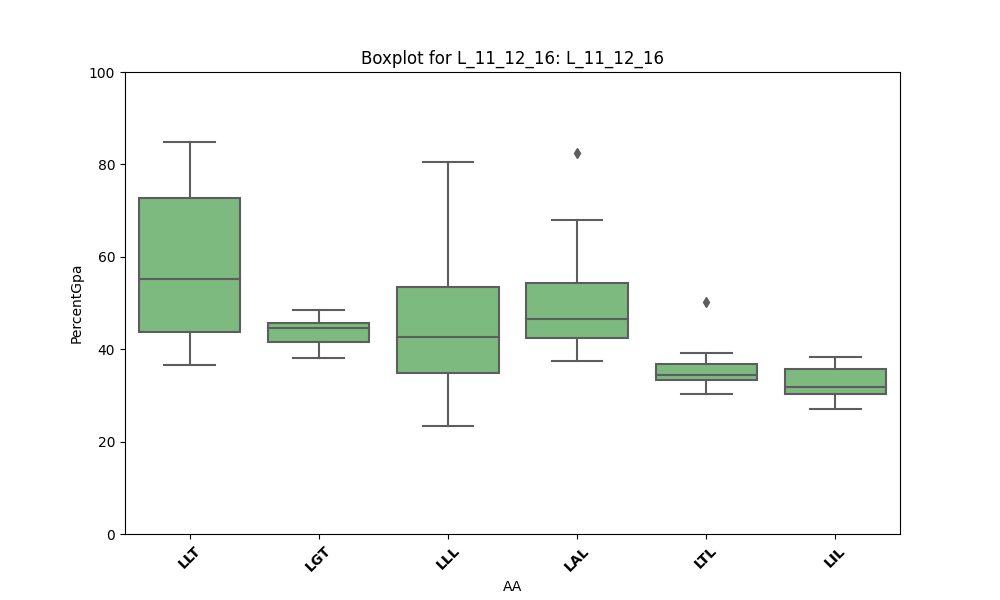 Boxplot for L_11_12_16: L_11_12_16
100
80
60
40
20
0
PercentGpa
LLT
LGT
LLL
LAL
LTL
LIL
AA